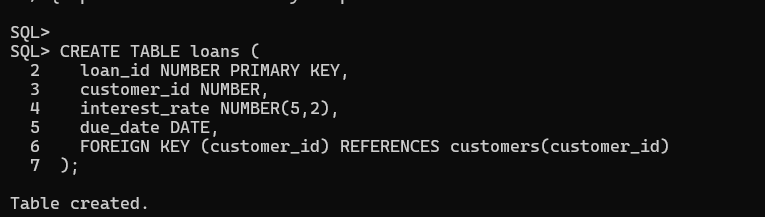 SQL>
SQL> CREATE TABLE loans (
  2    loan_id NUMBER PRIMARY KEY,
  3    customer_id NUMBER,
  4    interest_rate NUMBER(5,2),
  5    due_date DATE,
  6    FOREIGN KEY (customer_id) REFERENCES customers(customer_id)
  7  );
Table created.